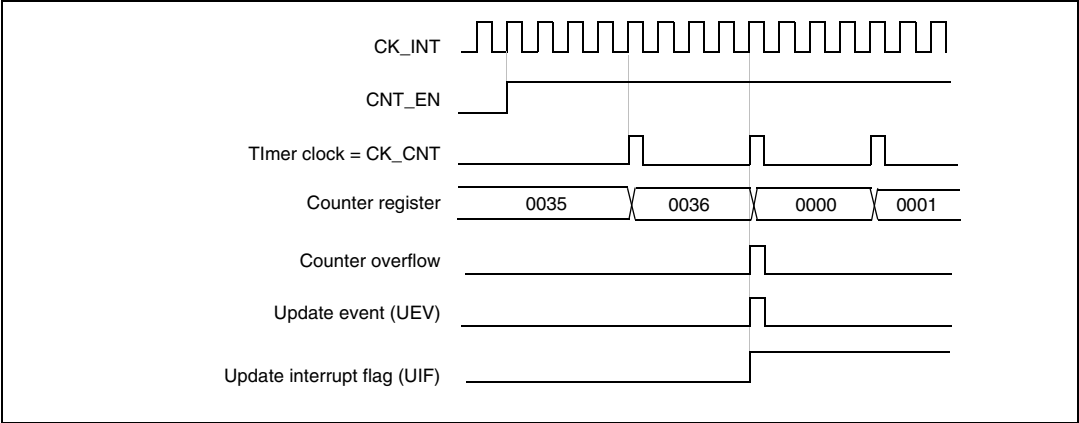 CK_INT
CNT_EN
TImer clock = CK_CNT
Counter register 0035 0036 0000 0001
Counter overflow
Update event (UEV)
Update interrupt flag (UIF)